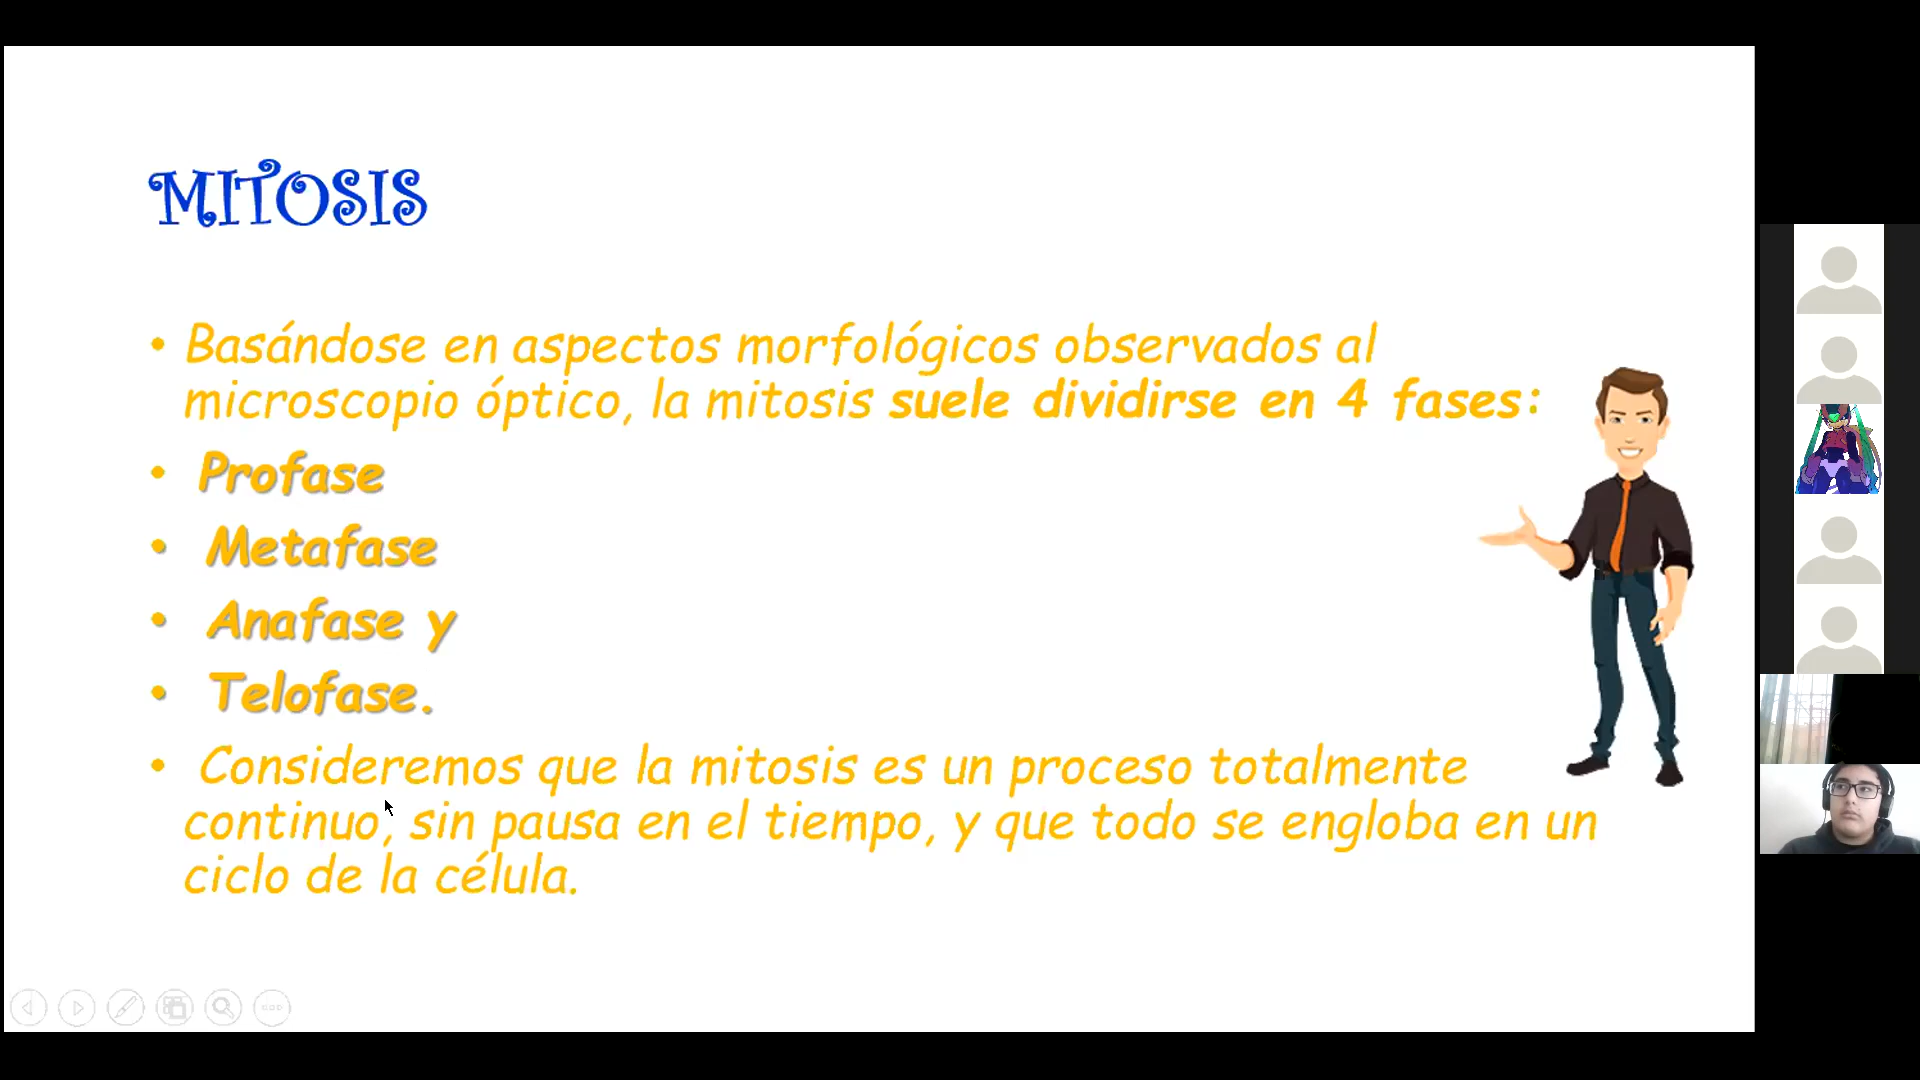 MITOSIS
• Basándose en aspectos morfológicos observados al
microscopio óptico, la mitosis suele dividirse en 4 fases:
• Profase
• Metafase
• Anafase y
• Telofase.
• Consideremos que la mitosis es un proceso totalmente
continuo, sin pausa en el tiempo, y que todo se engloba en un
ciclo de la célula.